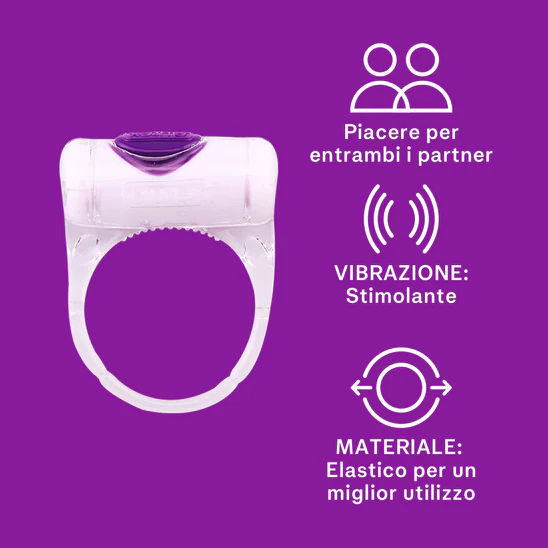 Piacere per
entrambi i partner
VIBRAZIONE:
Stimolante
MATERIALE:
Elastico per un
miglior utilizzo